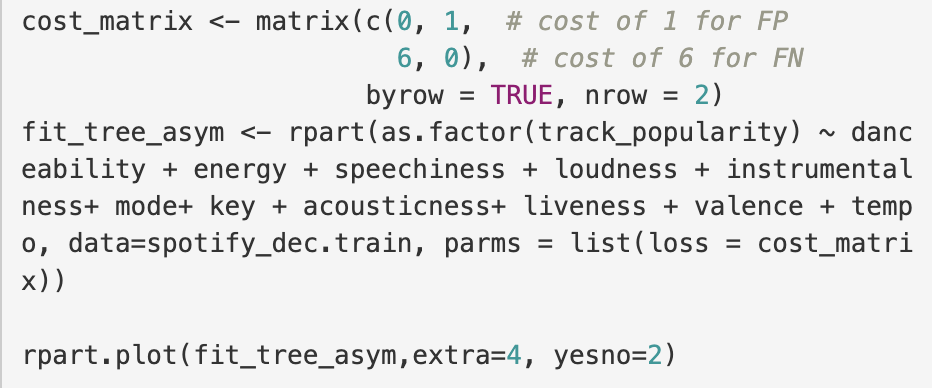 cost_matrix <- matrix(c(0, 1,  # cost of 1 for FP
                        6, 0),  # cost of 6 for FN
                      byrow = TRUE, nrow = 2)
fit_tree_asym <- rpart(as.factor(track_popularity) ~ danc
eability + energy + speechiness + loudness + instrumental
ness+ mode+ key + acousticness+ liveness + valence + temp
o, data=spotify_dec.train, parms = list(loss = cost_matri
x))

rpart.plot(fit_tree_asym,extra=4, yesno=2)